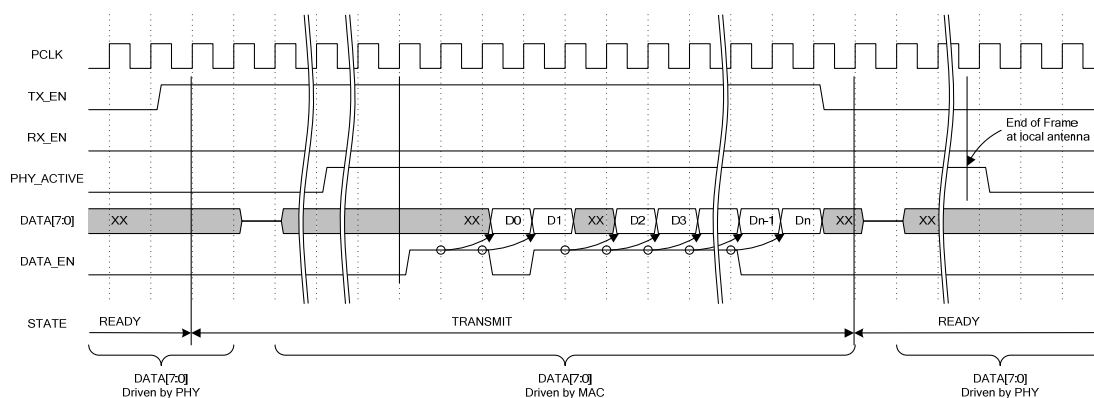 PCLK
TX_EN
RX_EN
End of Frame
at local antenna
PHY_ACTIVE
DATA[7:0] XX XX D0 D1 XX D2 D3 Dn-1 Dn XX XX
DATA_EN
STATE READY TRANSMIT READY
DATA[7:0] DATA[7:0] DATA[7:0]
Driven by PHY Driven by MAC Driven by PHY